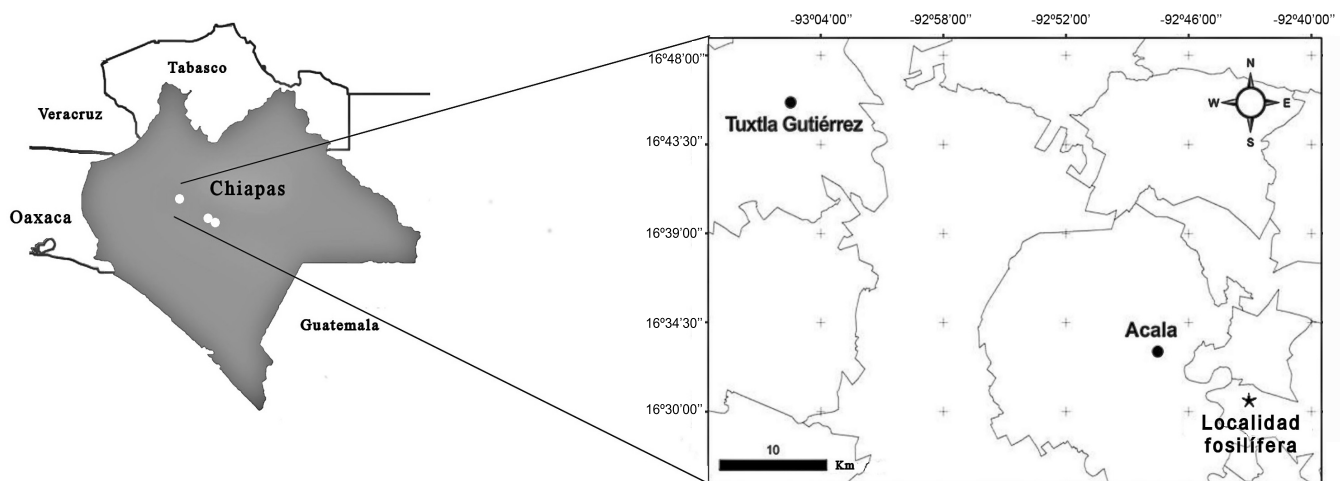 Tabasco
Veracruz
Chiapas
Oaxaca
Guatemala
-93º04'00'' -92º58'00'' -92º52'00'' -92º46'00'' -92º40'00''
16º48'00''
16º43'30''
16º39'00''
16º34'30''
16º30'00''
N
W E
S
Tuxtla Gutiérrez
Acala
Localidad
fosilífera
10
Km